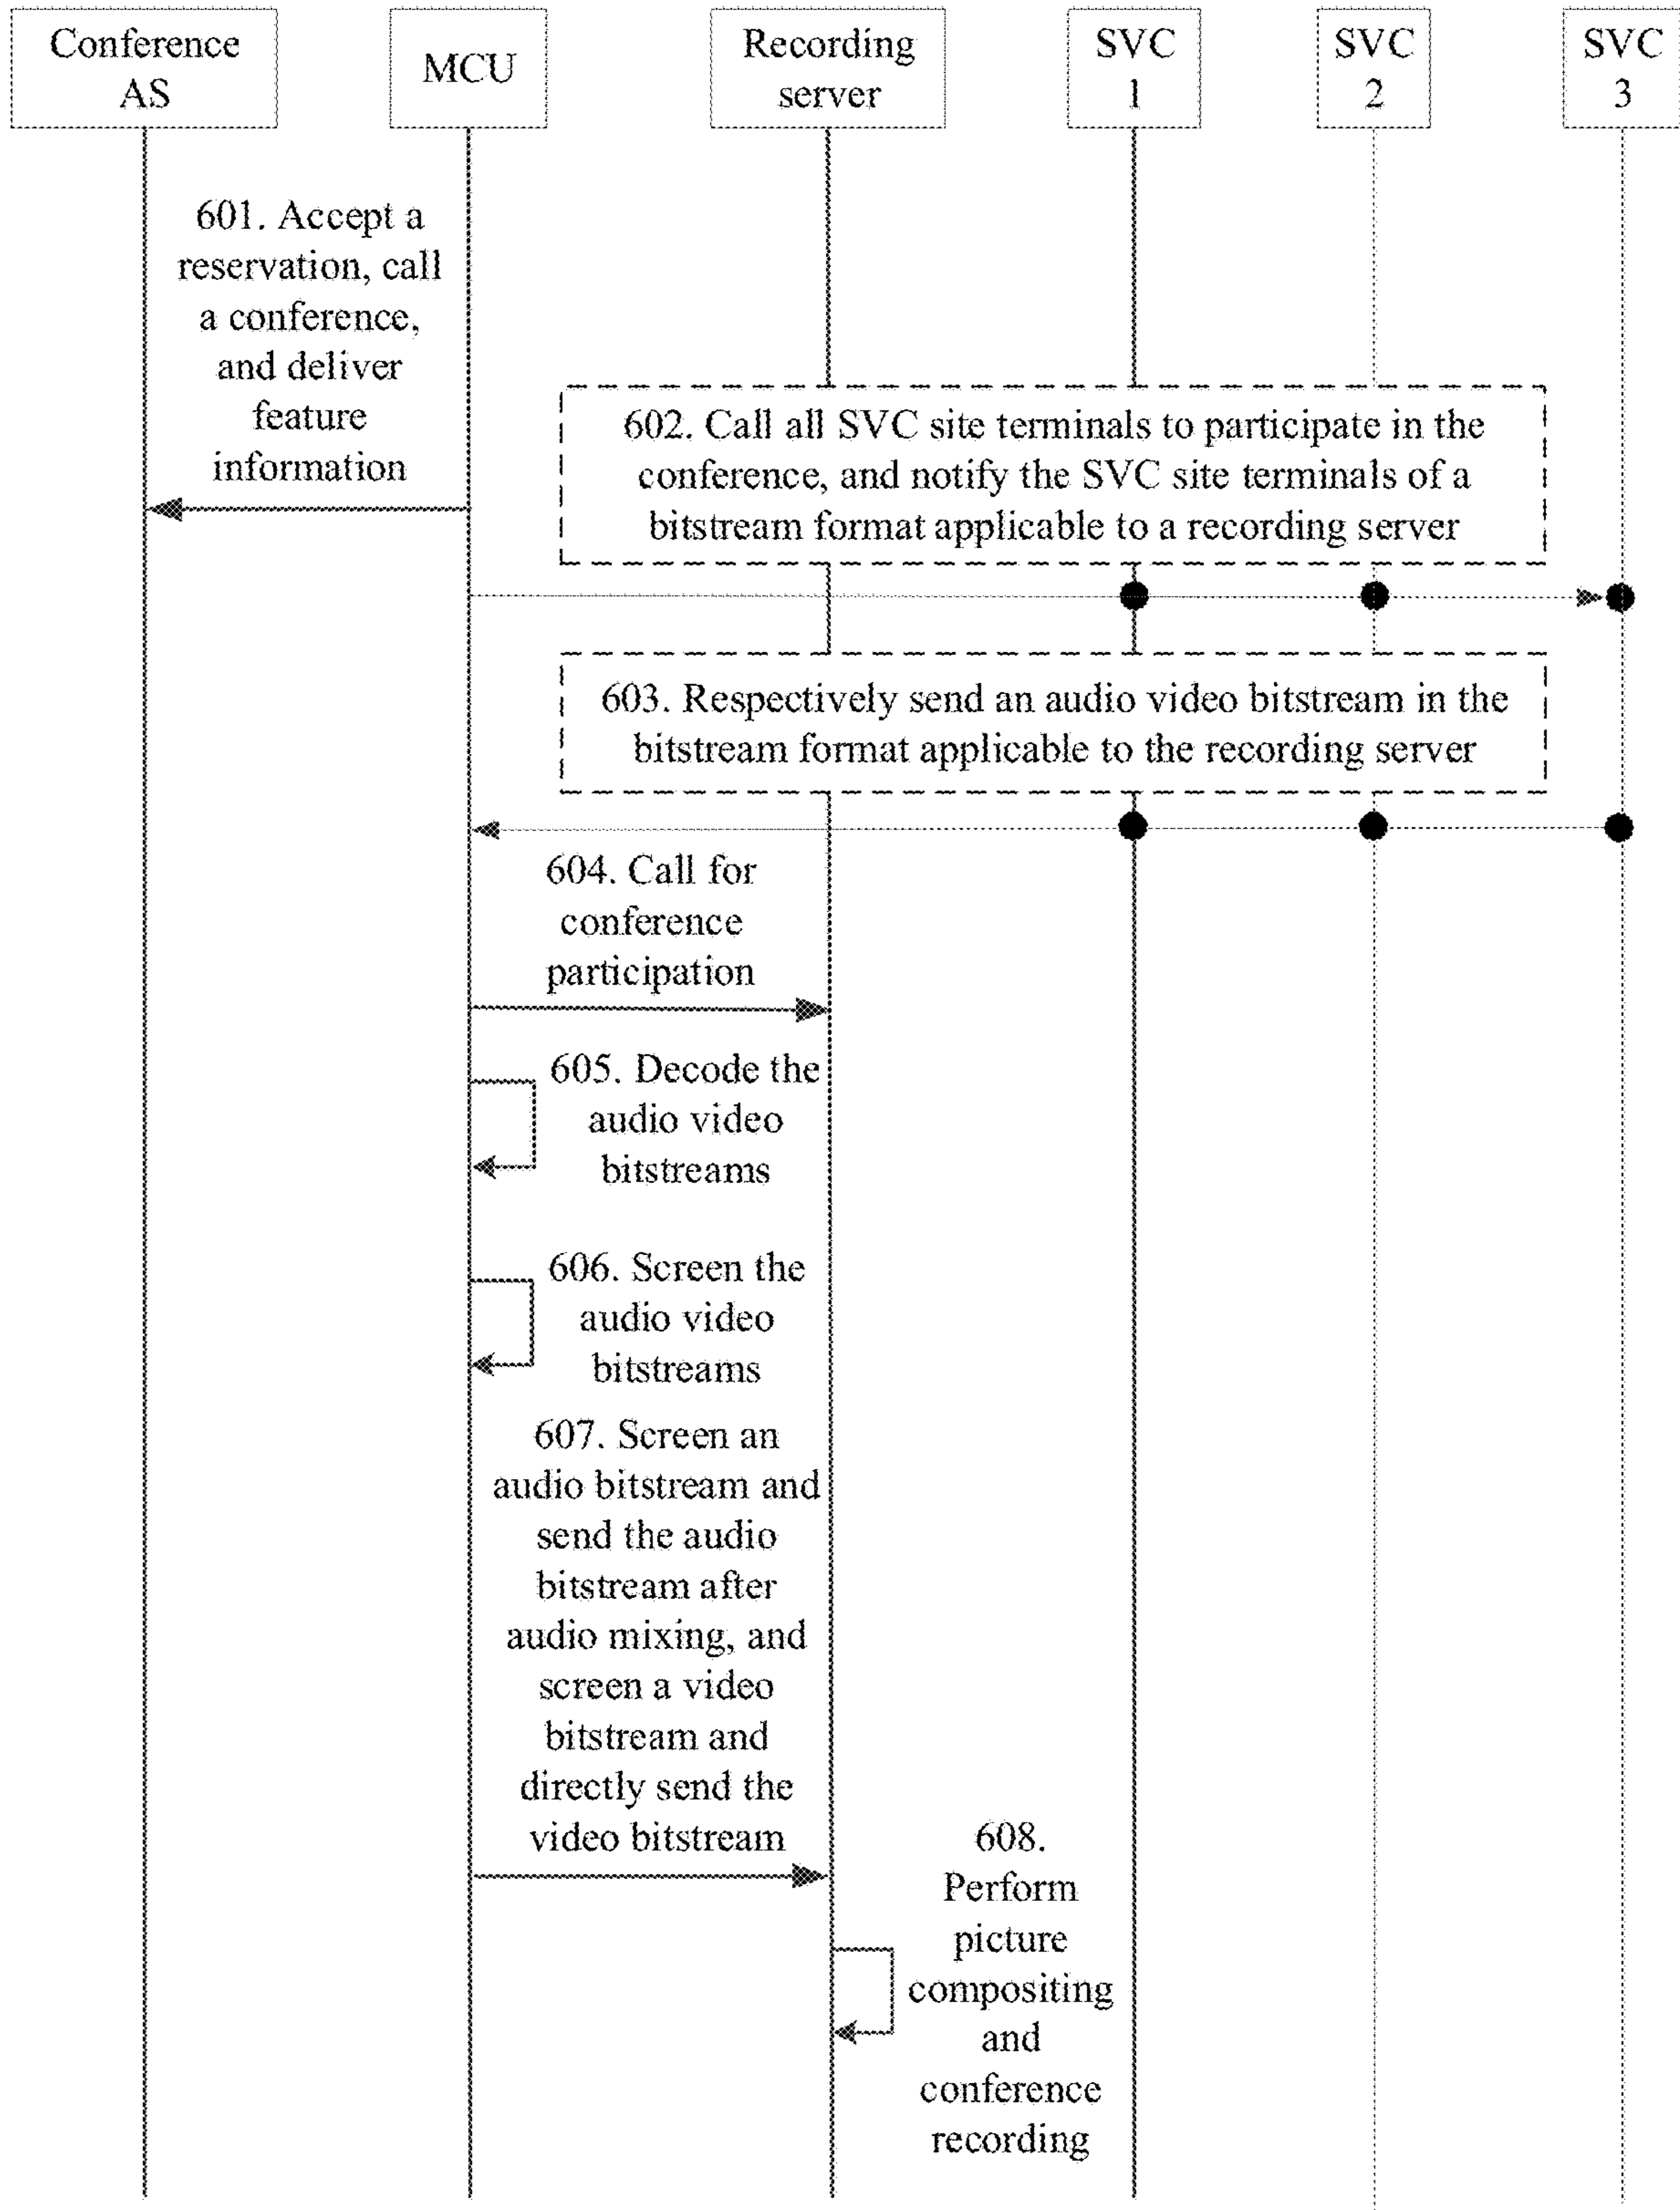 Conference
AS
MCU
Recording
server
SVC
1
SVC
2
SVC
3
601. Accept a
reservation, call
a conference,
and deliver
feature
information
602. Call all SVC site terminals to participate in the
conference, and notify the SVC site terminals of a
bitstream format applicable to a recording server
603. Respectively send an audio video bitstream in the
bitstream format applicable to the recording server
604. Call for
conference
participation
605. Decode the
audio video
bitstreams
606. Screen the
audio video
bitstreams
607. Screen an
audio bitstream and
send the audio
bitstream after
audio mixing, and
screen a video
bitstream and
directly send the
video bitstream
608.
Perform
picture
compositing
and
conference
recording